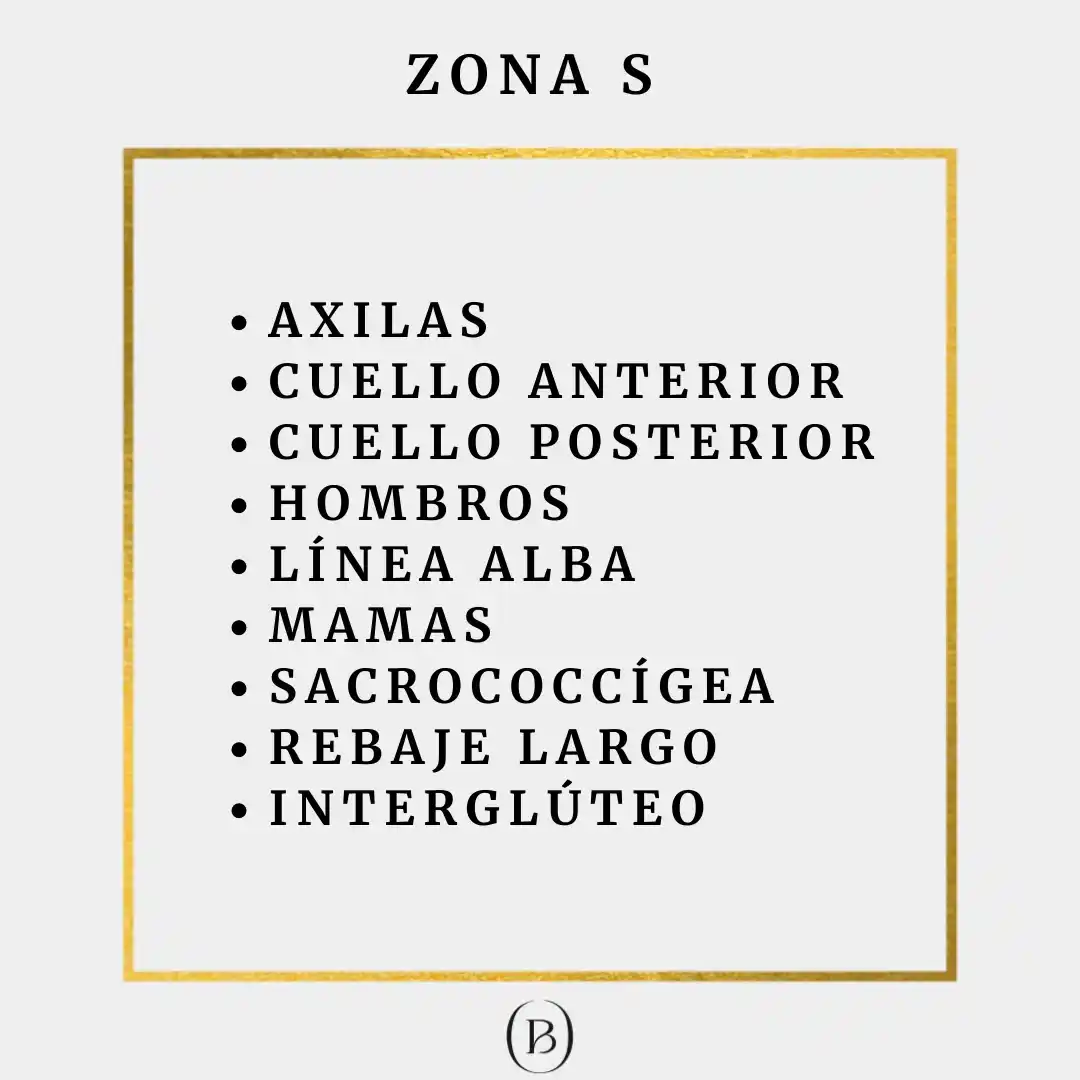 ZONA S
• AXILAS
• CUELLO ANTERIOR
• CUELLO POSTERIOR
• HOMBROS
• LÍNEA ALBA
• MAMAS
• SACROCOCCÍGEA
• REBAJE LARGO
• INTERGLÚTEO
B